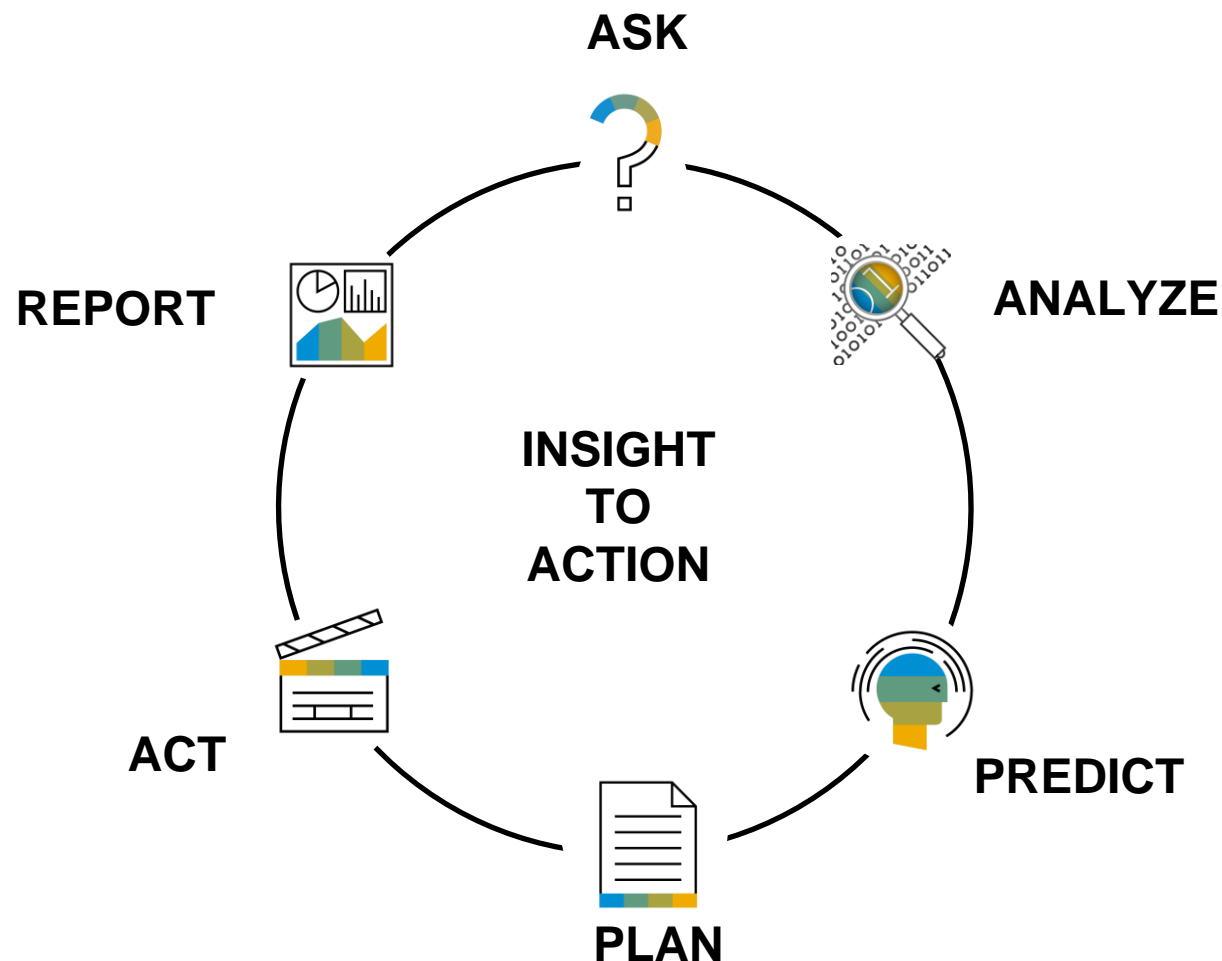 ASK
ANALYZE
PREDICT
PLAN
ACT
REPORT
INSIGHT
TO
ACTION